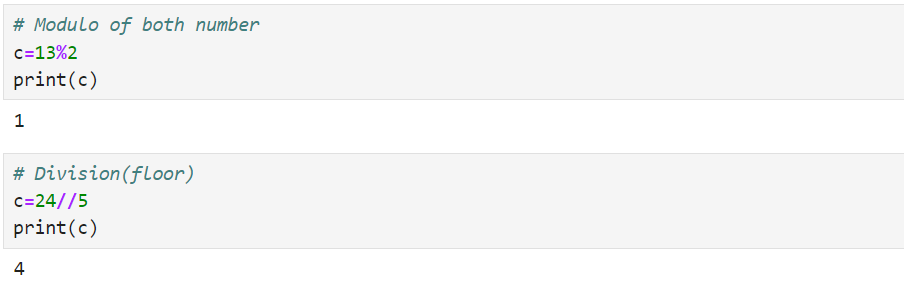 # Modulo of both number
c=13%2
print(c)
1
# Division(floor)
c=24//5
print(c)
4